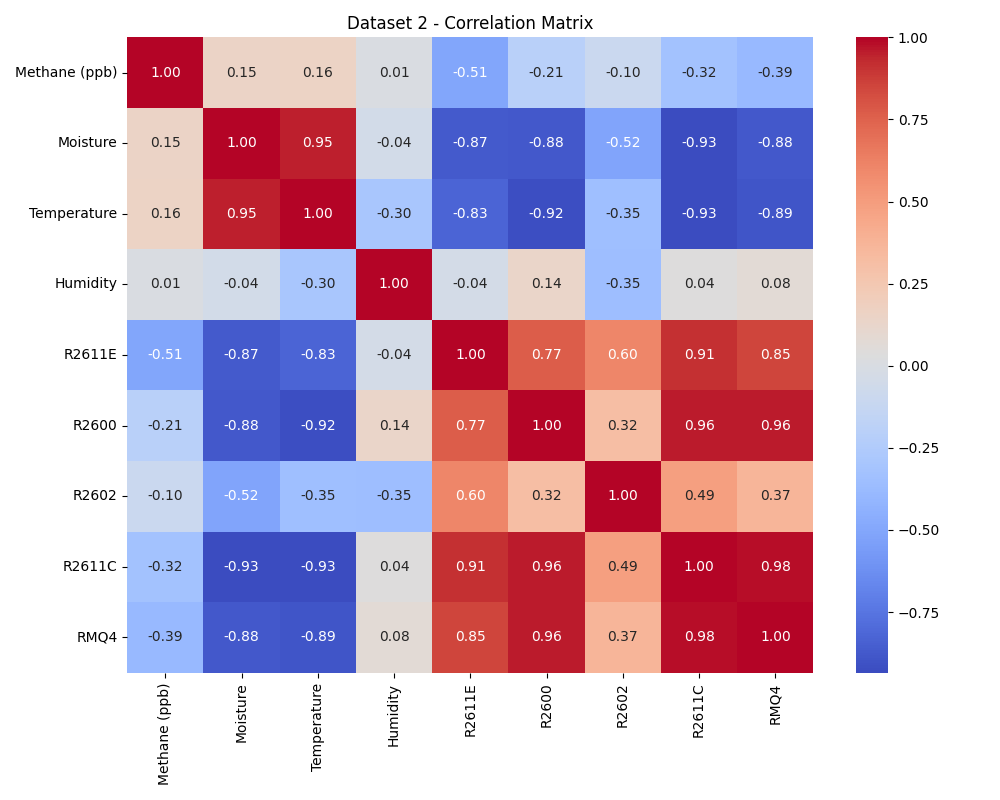 Dataset 2 - Correlation Matrix
Methane (ppb) 1.00 0.15 0.16 0.01 -0.51 -0.21 -0.10 -0.32 -0.39
Moisture 0.15 1.00 0.95 -0.04 -0.87 -0.88 -0.52 -0.93 -0.88
Temperature 0.16 0.95 1.00 -0.30 -0.83 -0.92 -0.35 -0.93 -0.89
Humidity 0.01 -0.04 -0.30 1.00 -0.04 0.14 -0.35 0.04 0.08
R2611E -0.51 -0.87 -0.83 -0.04 1.00 0.77 0.60 0.91 0.85
R2600 -0.21 -0.88 -0.92 0.14 0.77 1.00 0.32 0.96 0.96
R2602 -0.10 -0.52 -0.35 -0.35 0.60 0.32 1.00 0.49 0.37
R2611C -0.32 -0.93 -0.93 0.04 0.91 0.96 0.49 1.00 0.98
RMQ4 -0.39 -0.88 -0.89 0.08 0.85 0.96 0.37 0.98 1.00
Methane (ppb) Moisture Temperature Humidity R2611E R2600 R2602 R2611C RMQ4
1.00
0.75
0.50
0.25
0.00
−0.25
−0.50
−0.75